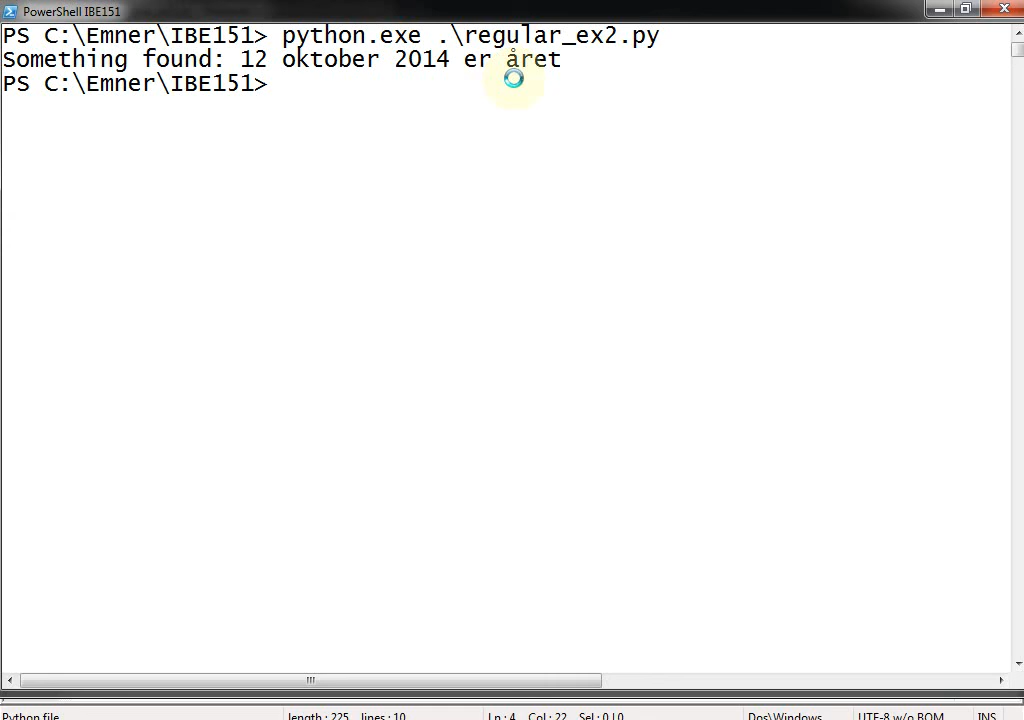 PowerShell IBE151
PS C:\Emner\IBE151> python.exe .\regular_ex2.py
Something found: 12 oktober 2014 er året
PS C:\Emner\IBE151>
Python file length : 225 lines : 10 Ln : 4 Col : 22 Sel : 0 | 0 Dos\Windows UTF-8 w/o BOM INS